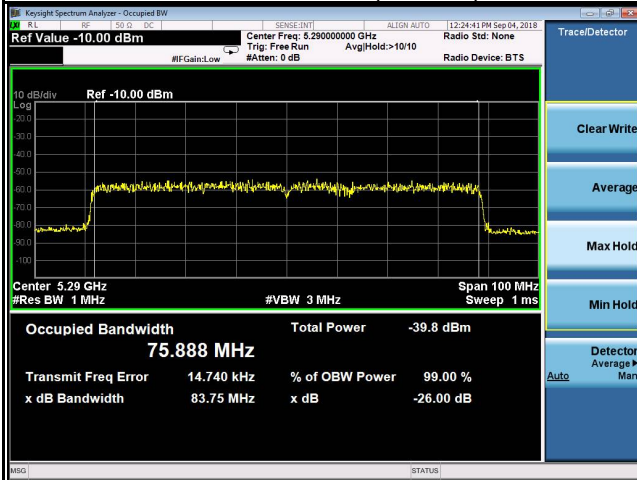 Keysight Spectrum Analyzer - Occupied BW
LXI RL RF 50 Ω DC SENSE:INT ALIGN AUTO 12:24:41 PM Sep 04, 2018
Ref Value -10.00 dBm
Center Freq: 5.290000000 GHz
Radio Std: None
Trig: Free Run Avg|Hold:>10/10
#IFGain:Low #Atten: 0 dB Radio Device: BTS
Trace/Detector
10 dB/div Ref -10.00 dBm
Log
-20.0
-30.0
-40.0
-50.0
-60.0
-70.0
-80.0
-90.0
-100
Center 5.29 GHz Span 100 MHz
#Res BW 1 MHz #VBW 3 MHz Sweep 1 ms
Occupied Bandwidth Total Power -39.8 dBm
75.888 MHz
Transmit Freq Error 14.740 kHz % of OBW Power 99.00 %
x dB Bandwidth 83.75 MHz x dB -26.00 dB
Clear Write
Average
Max Hold
Min Hold
Detector
Average
Auto Man
MSG STATUS